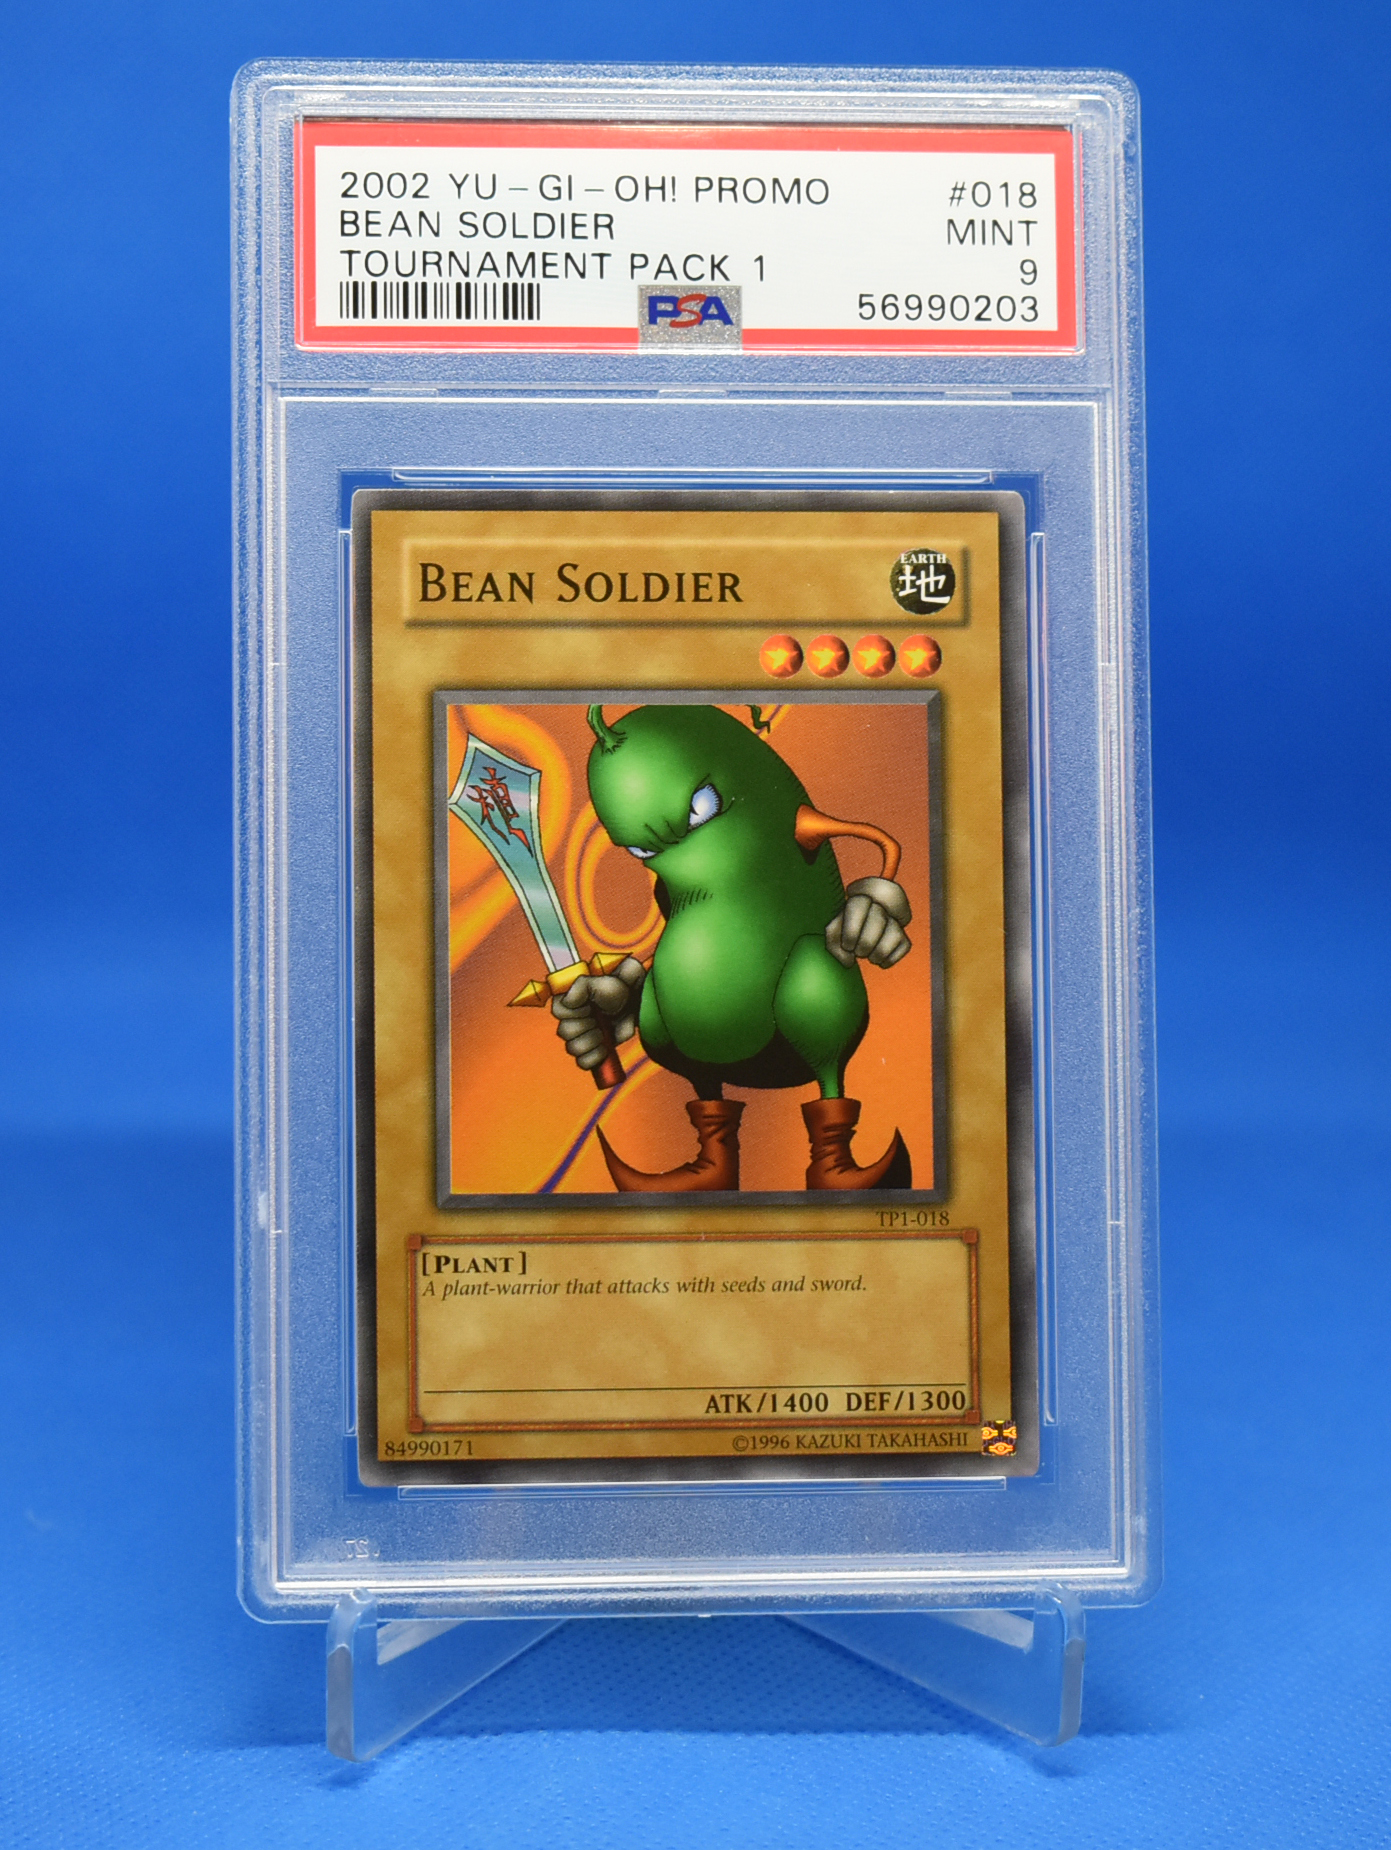 2002 YU-GI-OH! PROMO #018
BEAN SOLDIER MINT
TOURNAMENT PACK 1 9
PSA 56990203
BEAN SOLDIER
EARTH
地
TP1-018
[PLANT]
A plant-warrior that attacks with seeds and sword.
ATK/1400 DEF/1300
84990171 ©1996 KAZUKI TAKAHASHI